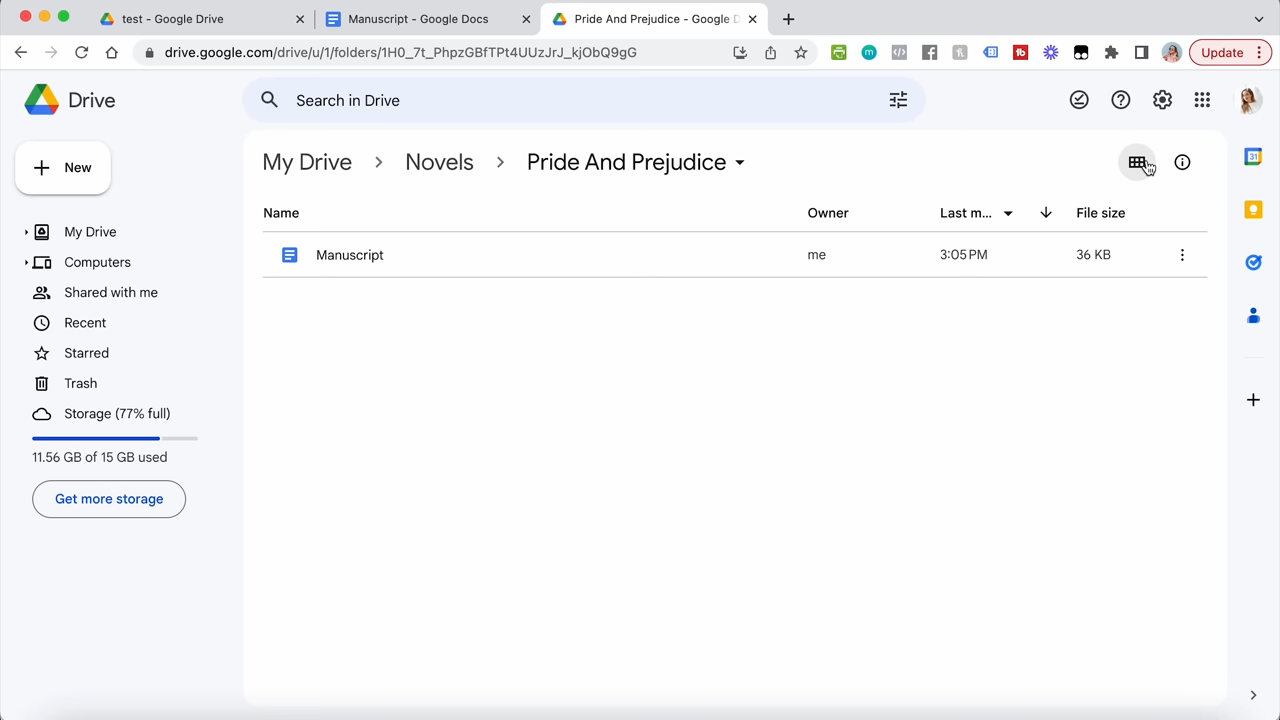 test - Google Drive
Manuscript - Google Docs
Pride And Prejudice - Google D
drive.google.com/drive/u/1/folders/1H0_7t_PhpzGBfTPt4UUzJrJ_kjObQ9gG
Update
Drive
Search in Drive
New
My Drive > Novels > Pride And Prejudice
Name Owner Last m... File size
Manuscript me 3:05 PM 36 KB
My Drive
Computers
Shared with me
Recent
Starred
Trash
Storage (77% full)
11.56 GB of 15 GB used
Get more storage
31